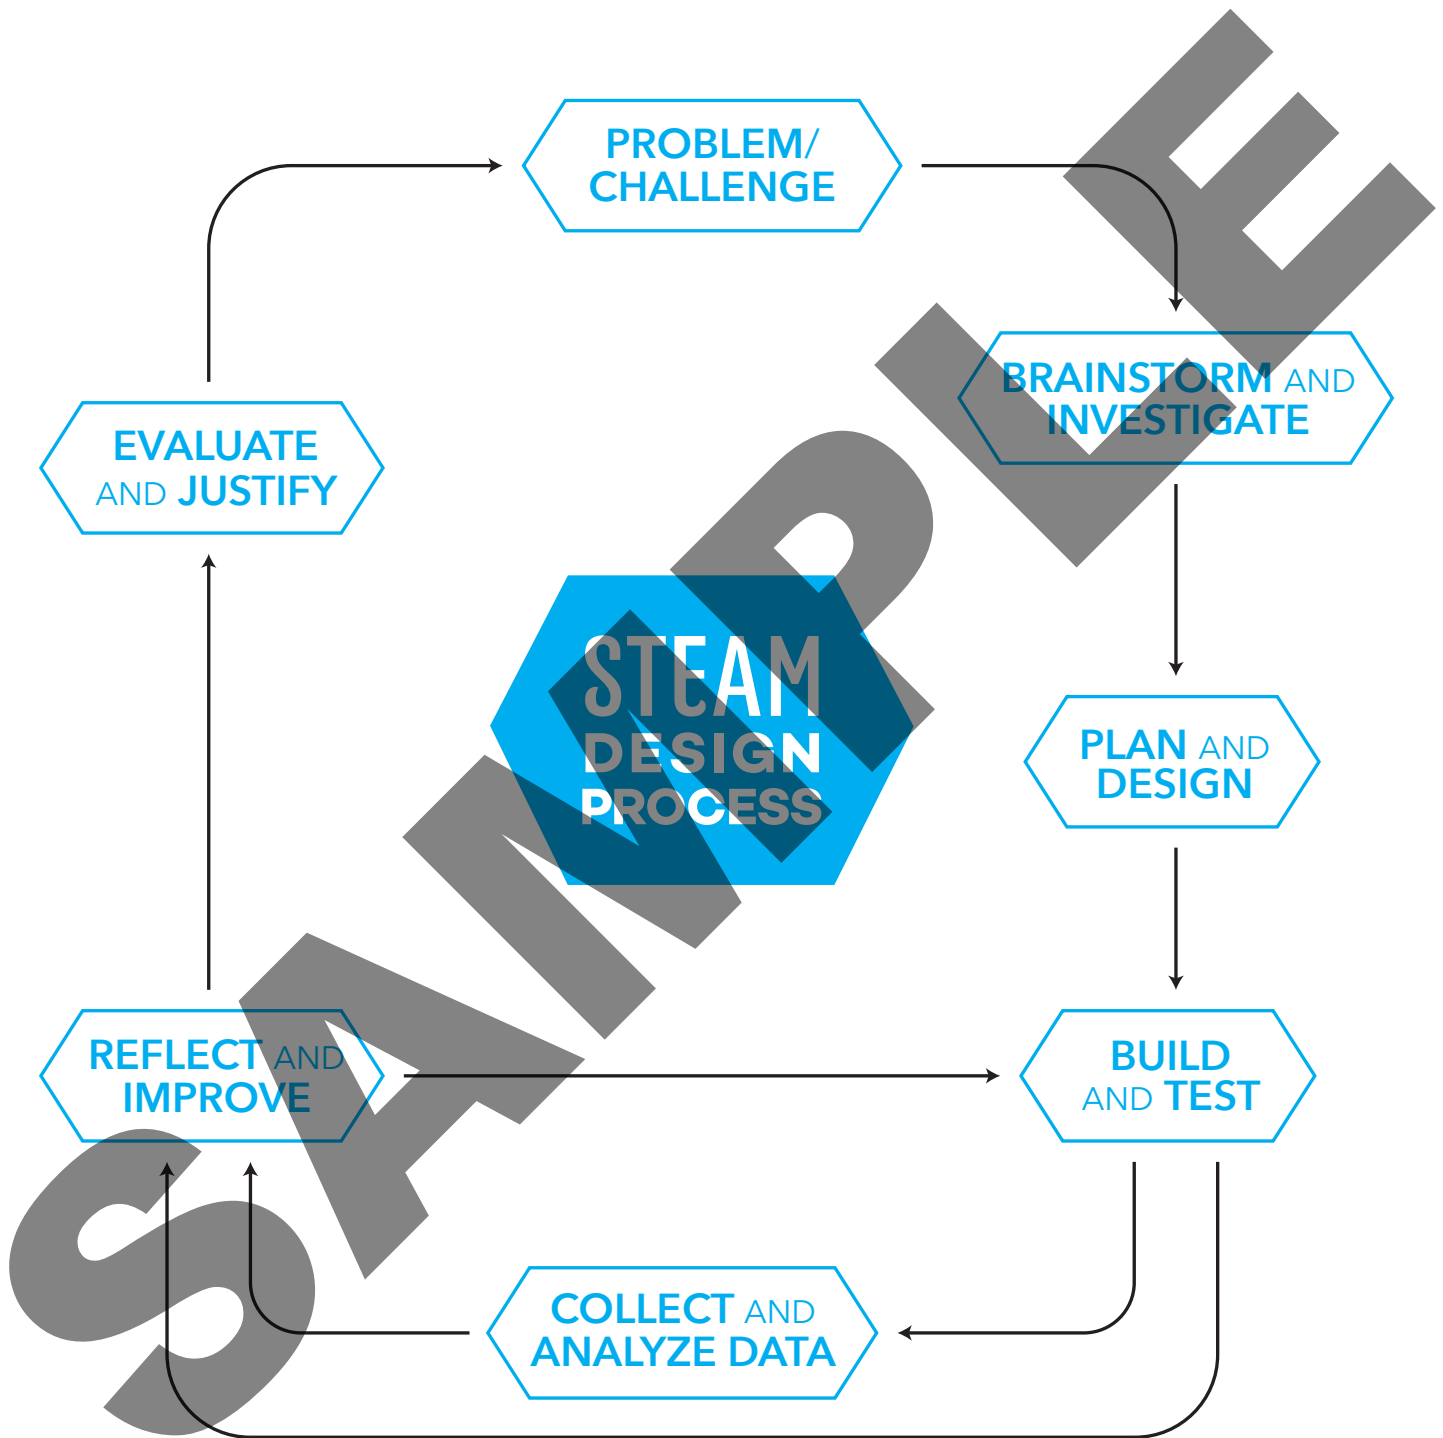 PROBLEM/
CHALLENGE
BRAINSTORM AND
INVESTIGATE
EVALUATE
AND JUSTIFY
STEAM
DESIGN
PROCESS
PLAN AND
DESIGN
REFLECT AND
IMPROVE
BUILD
AND TEST
COLLECT AND
ANALYZE DATA
SAMPLE